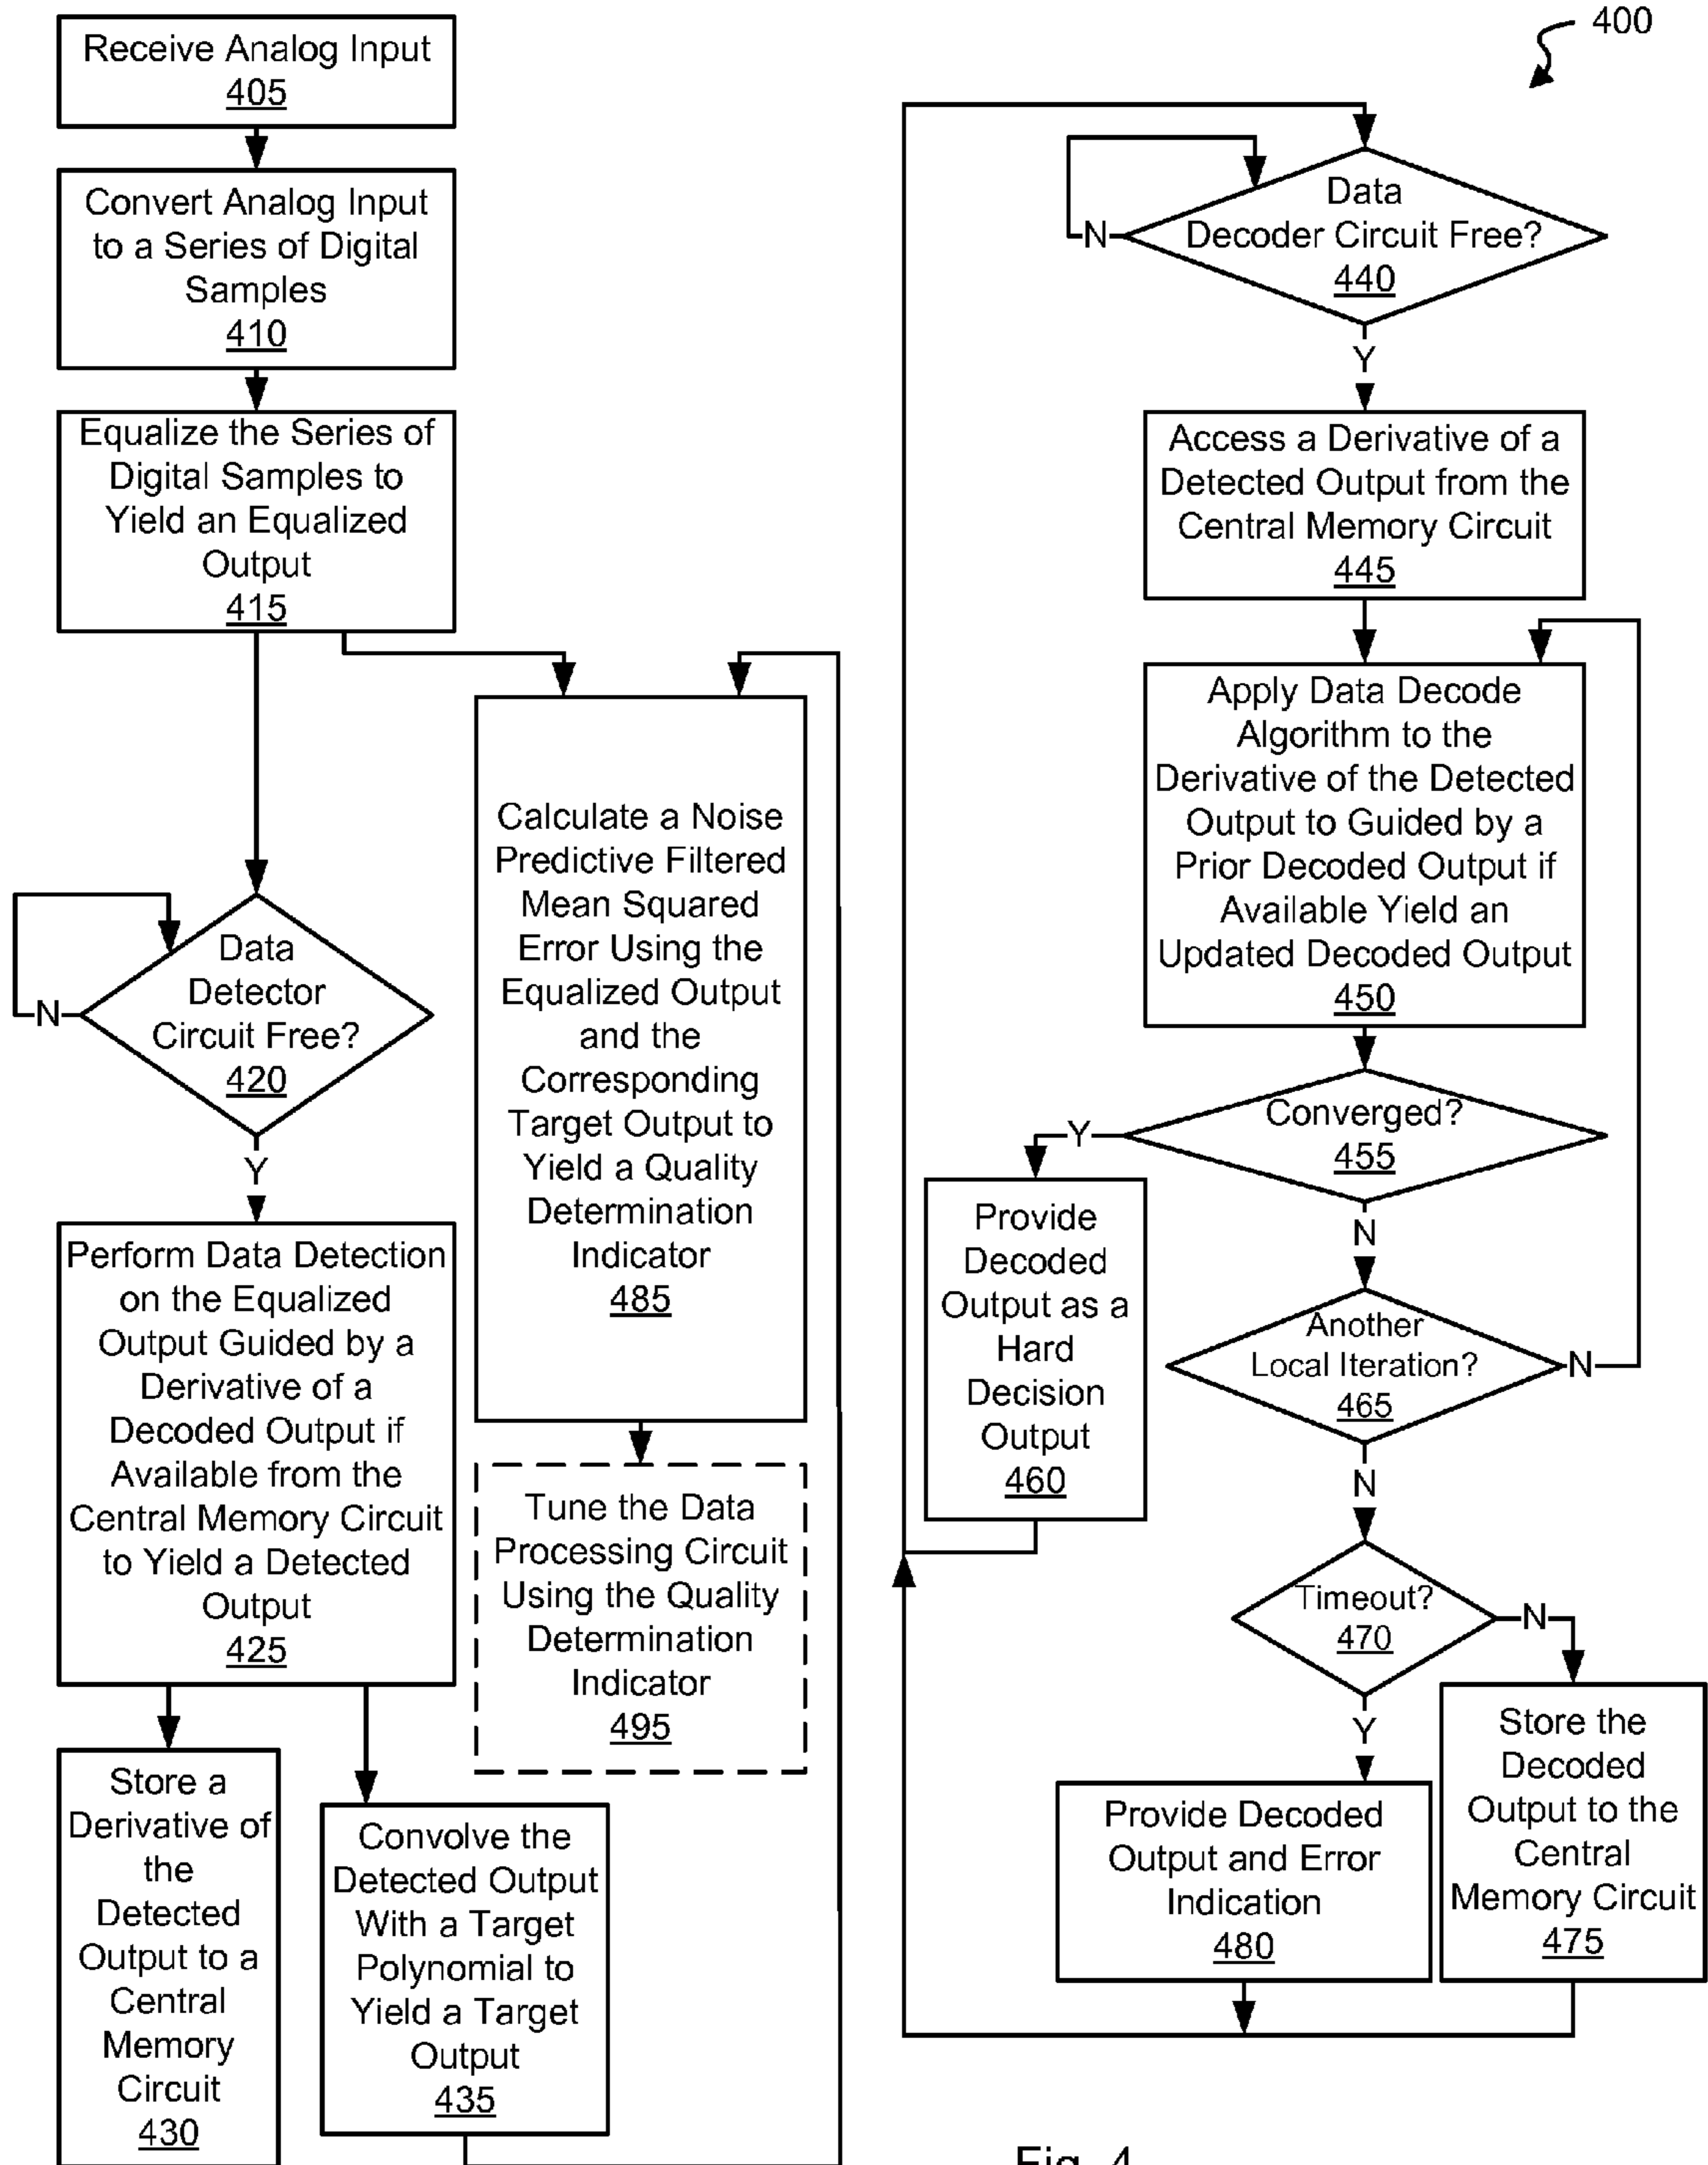 Receive Analog Input
405
Convert Analog Input
to a Series of Digital
Samples
410
Equalize the Series of
Digital Samples to
Yield an Equalized
Output
415
Data
Detector
Circuit Free?
420
N
Y
Perform Data Detection
on the Equalized
Output Guided by a
Derivative of a
Decoded Output if
Available from the
Central Memory Circuit
to Yield a Detected
Output
425
Store a
Derivative of
the
Detected
Output to a
Central
Memory
Circuit
430
Convolve the
Detected Output
With a Target
Polynomial to
Yield a Target
Output
435
Calculate a Noise
Predictive Filtered
Mean Squared
Error Using the
Equalized Output
and the
Corresponding
Target Output to
Yield a Quality
Determination
Indicator
485
Tune the Data
Processing Circuit
Using the Quality
Determination
Indicator
495
400
Data
Decoder Circuit Free?
440
N
Y
Access a Derivative of a
Detected Output from the
Central Memory Circuit
445
Apply Data Decode
Algorithm to the
Derivative of the Detected
Output to Guided by a
Prior Decoded Output if
Available Yield an
Updated Decoded Output
450
Converged?
455
Y
N
Provide
Decoded
Output as a
Hard
Decision
Output
460
Another
Local Iteration?
465
N
N
Timeout?
470
N
Y
Store the
Decoded
Output to the
Central
Memory Circuit
475
Provide Decoded
Output and Error
Indication
480
Fig. 4